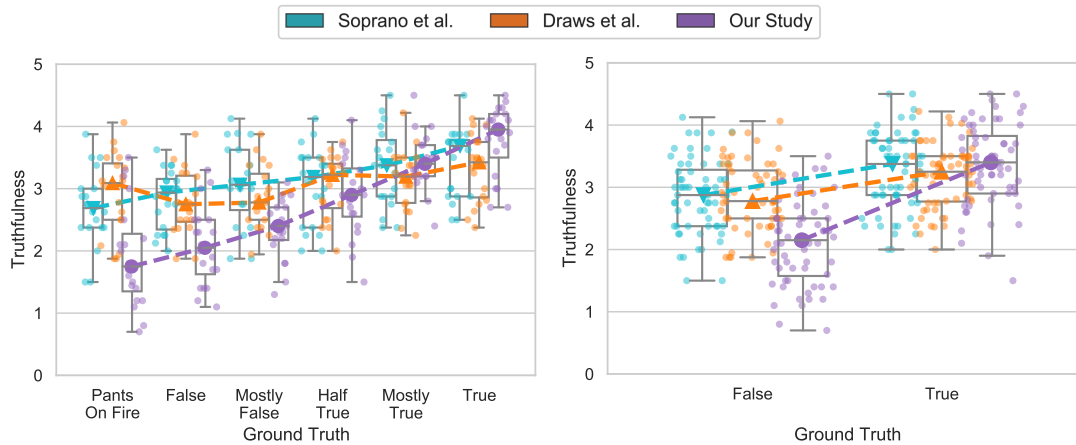 Soprano et al. Draws et al. Our Study
Truthfulness
5
4
3
2
1
0
Pants On Fire
False
Mostly False
Half True
Mostly True
True
Ground Truth
Truthfulness
5
4
3
2
1
0
False
True
Ground Truth